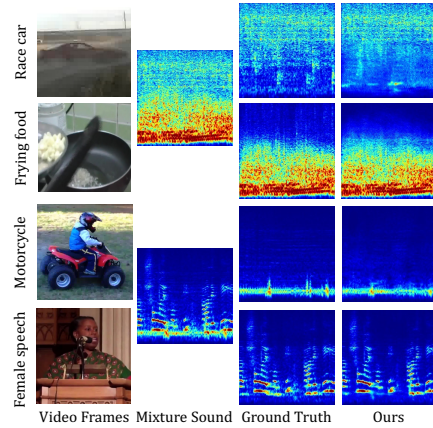 Race car
Frying food
Motorcycle
Female speech
Video Frames
Mixture Sound
Ground Truth
Ours